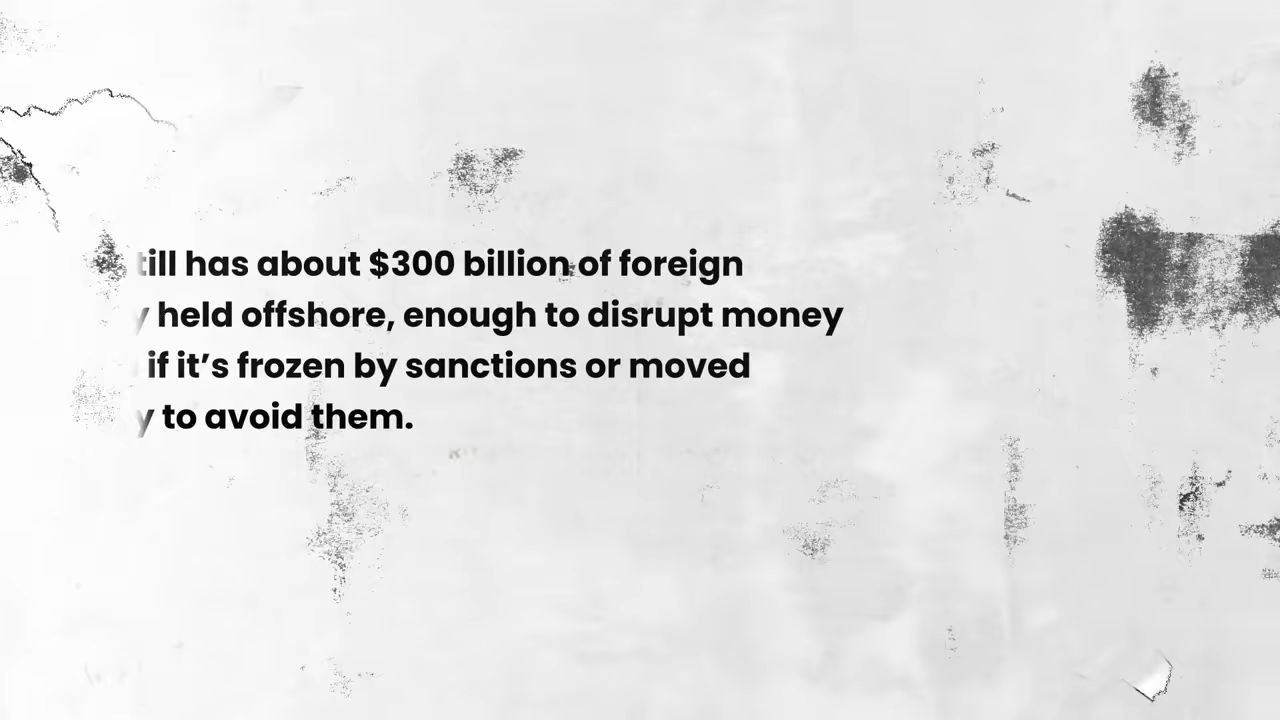 till has about $300 billion of foreign
y held offshore, enough to disrupt money
if it’s frozen by sanctions or moved
y to avoid them.